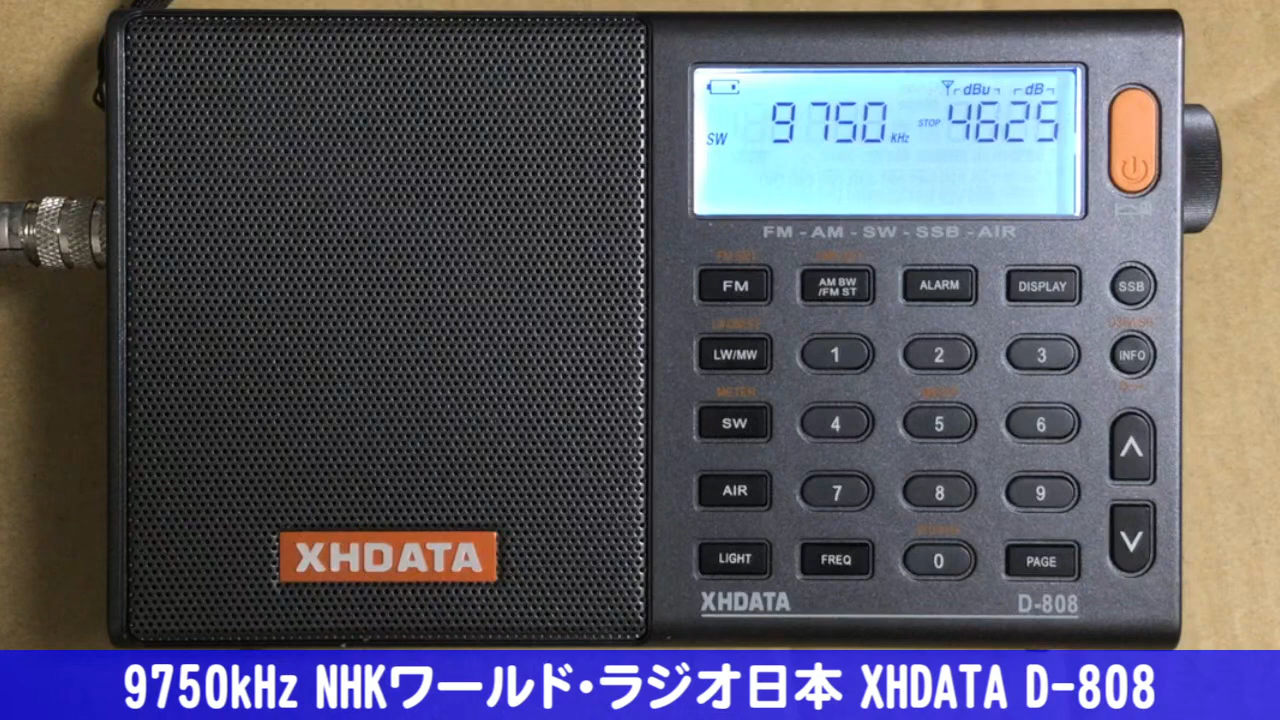 dBu dB
SW 9750 KHz STOP 4625
FM - AM - SW - SSB - AIR
FM AM BW ALARM DISPLAY SSB
/FM ST
LW/MW 1 2 3 INFO
METER
SW 4 5 6
AIR 7 8 9
XHDATA
LIGHT FREQ 0 PAGE
XHDATA D-808
9750kHz NHKワールド・ラジオ日本 XHDATA D-808